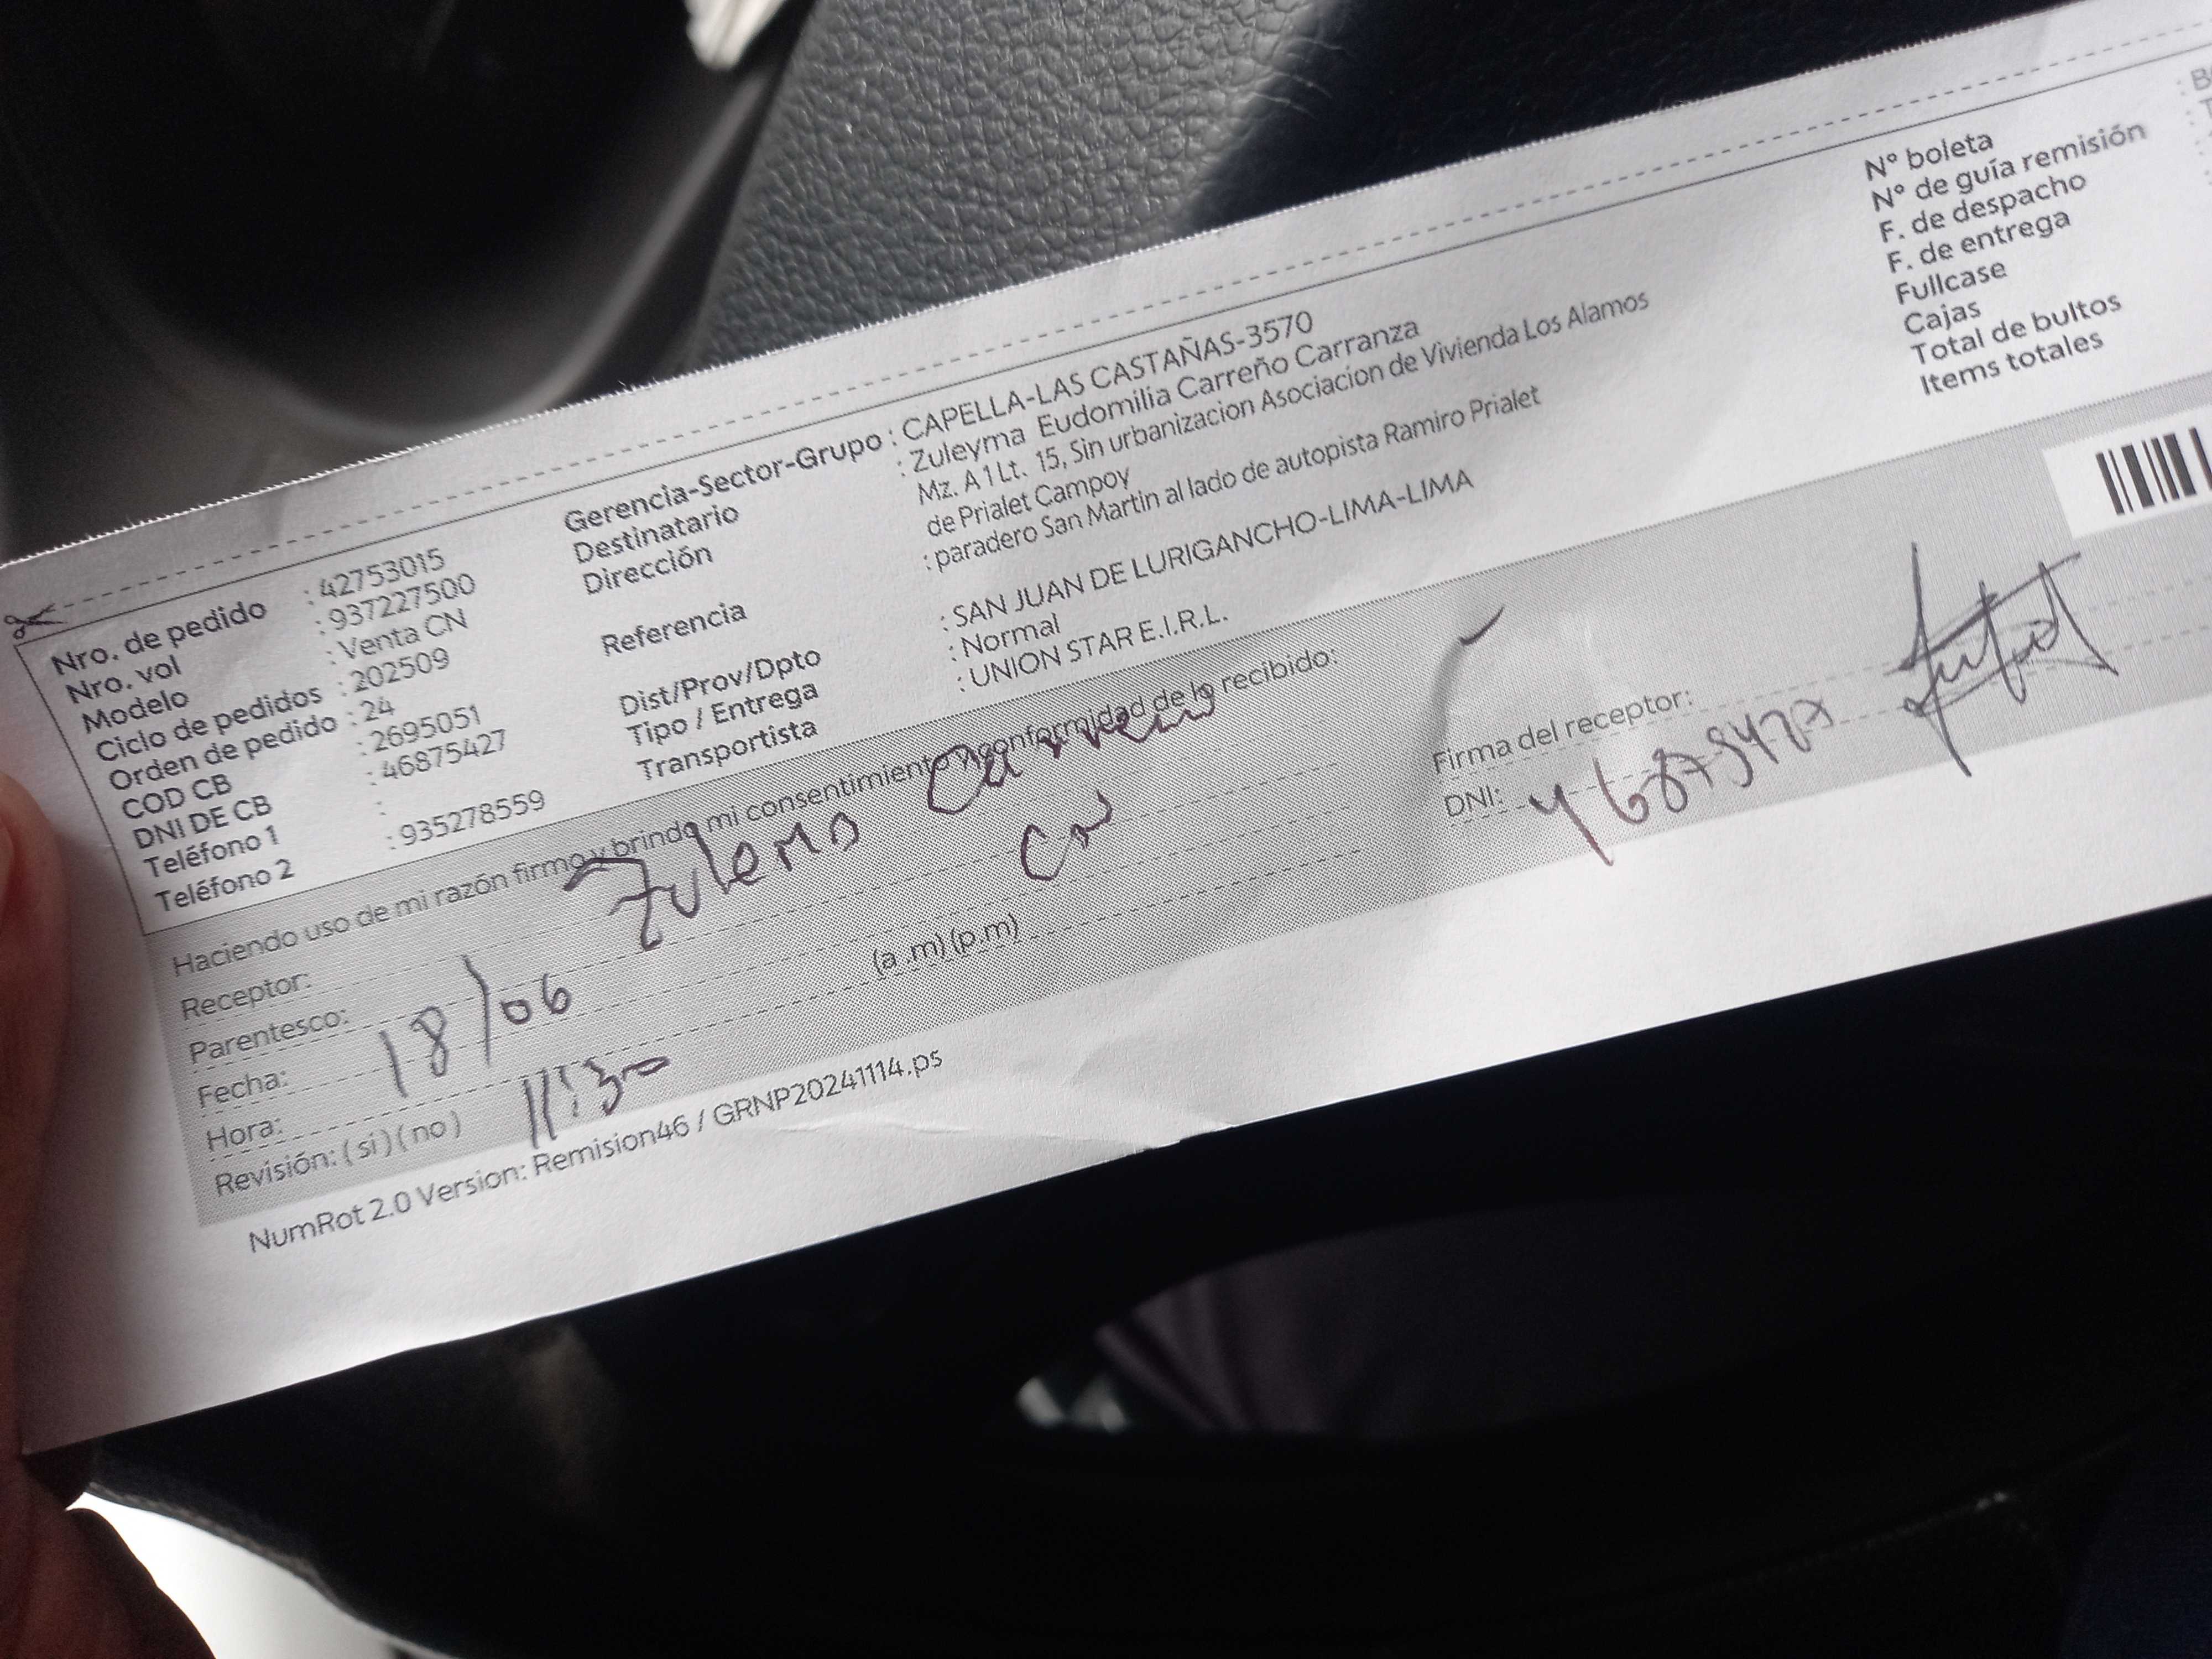 Nro. de pedido : 42753015
Nro. vol : 937227500
Modelo : Venta CN
Ciclo de pedidos : 202509
Orden de pedido : 24
COD CB : 2695051
DNI DE CB : 46875427
Teléfono 1 :
Teléfono 2 : 935278559
Gerencia-Sector-Grupo : CAPELLA-LAS CASTAÑAS-3570
Destinatario : Zuleyma Eudomilia Carreño Carranza
Dirección Mz. A 1 Lt. 15, Sin urbanizacion Asociacion de Vivienda Los Alamos
de Prialet Campoy
Referencia : paradero San Martin al lado de autopista Ramiro Prialet
Dist/Prov/Dpto : SAN JUAN DE LURIGANCHO-LIMA-LIMA
Tipo / Entrega : Normal
Transportista : UNION STAR E.I.R.L.
N° boleta
N° de guía remisión
F. de despacho
F. de entrega
Fullcase
Cajas
Total de bultos
Items totales
Haciendo uso de mi razón firmo y brindo mi consentimiento y conformidad de lo recibido:
Receptor: Zulema
Parentesco: CN
Fecha: 18/06
Hora: 11:30 (a.m) (p.m)
Revisión: ( si ) ( no )
Firma del receptor:
DNI: 46875427
NumRot 2.0 Version: Remision46 / GRNP20241114.ps